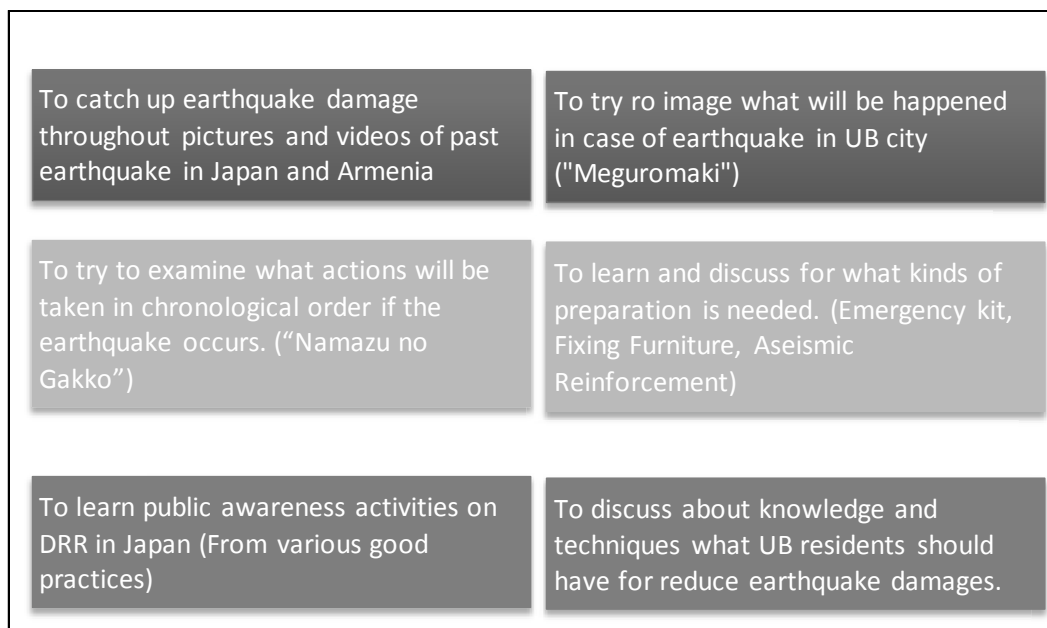 To catch up earthquake damage
throughout pictures and videos of past
earthquake in Japan and Armenia
To try ro image what will be happened
in case of earthquake in UB city
("Meguromaki")
To try to examine what actions will be
taken in chronological order if the
earthquake occurs. (“Namazu no
Gakko”)
To learn and discuss for what kinds of
preparation is needed. (Emergency kit,
Fixing Furniture, Aseismic
Reinforcement)
To learn public awareness activities on
DRR in Japan (From various good
practices)
To discuss about knowledge and
techniques what UB residents should
have for reduce earthquake damages.